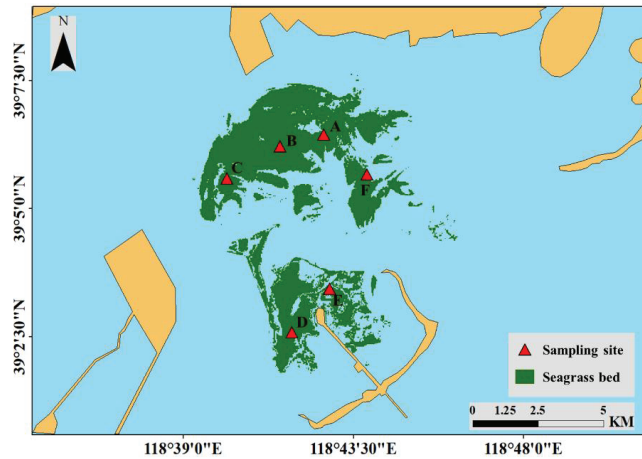 N
39°7'30"N
A
B
C
F
39°5'0"N
E
D
39°2'30"N
Sampling site
Seagrass bed
0 1.25 2.5 5
KM
118°39'0"E 118°43'30"E 118°48'0"E